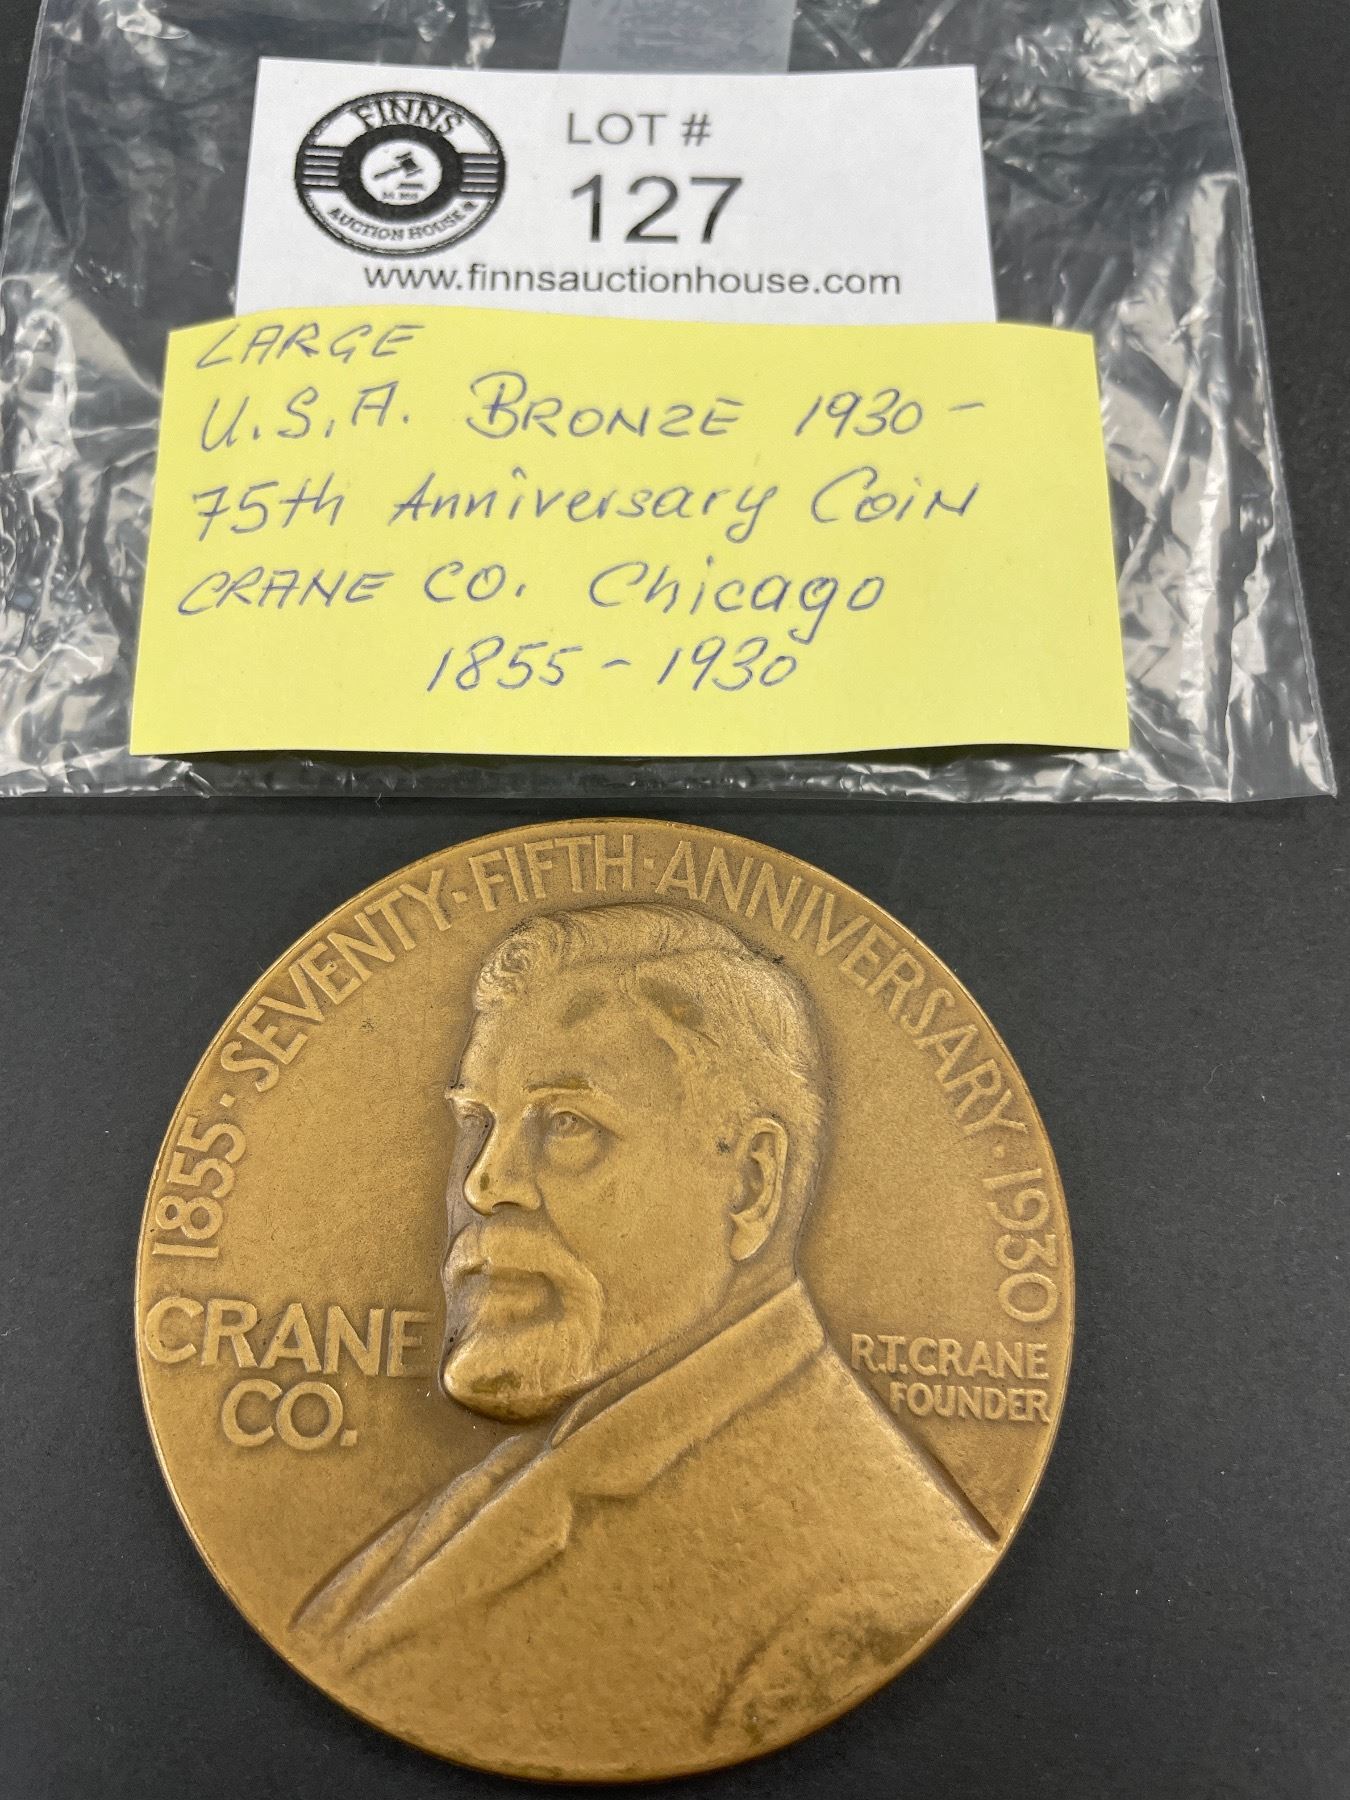 FINNS
AUCTION HOUSE
LOT #
127
www.finnsauctionhouse.com
LARGE
U.S.A. BRONZE 1930 -
75th Anniversary Coin
CRANE CO. Chicago
1855 - 1930
1855 · SEVENTY · FIFTH · ANNIVERSARY · 1930
CRANE
CO.
R.T. CRANE
FOUNDER